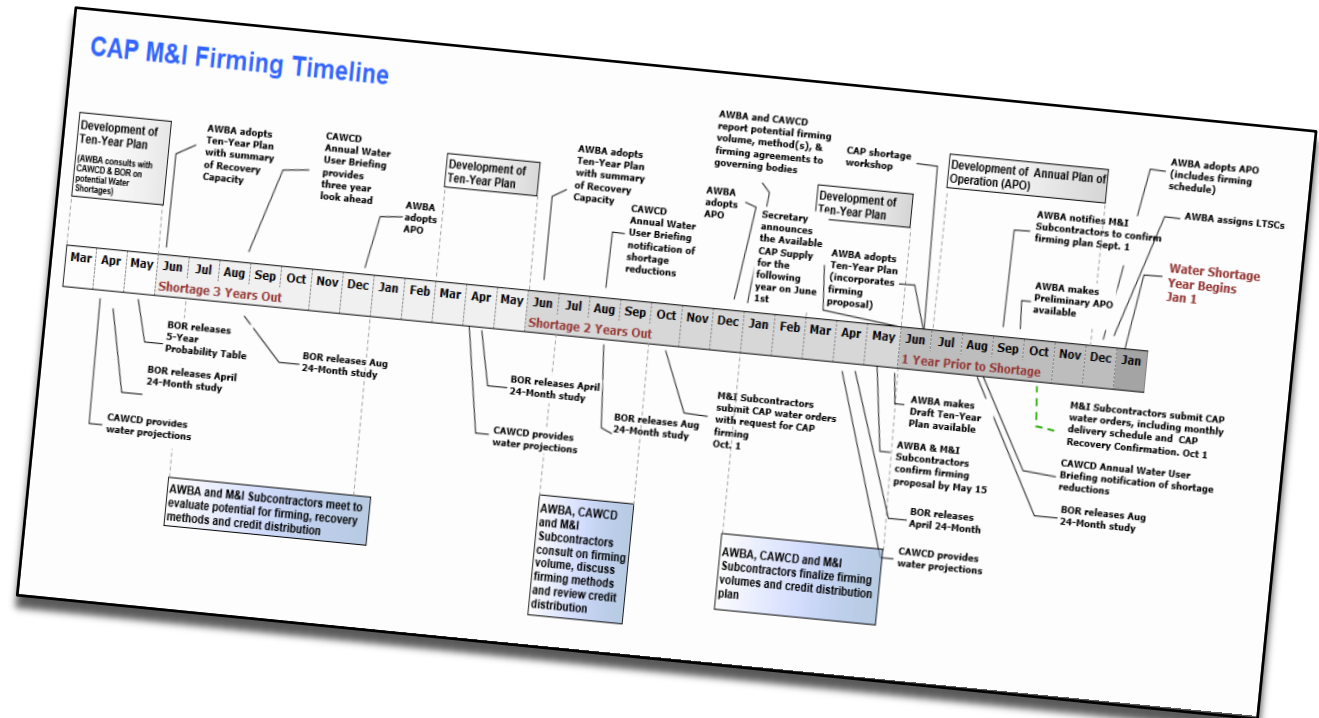 CAP M&I Firming Timeline
Development of
Ten-Year Plan
(AWBA consults with
CAWCD & BOR on
potential Water
Shortages)
AWBA adopts
Ten-Year Plan
with summary
of Recovery
Capacity
CAWCD
Annual Water
User Briefing
provides
three year
look ahead
AWBA
adopts
APO
Development of
Ten-Year Plan
AWBA adopts
Ten-Year Plan
with summary
of Recovery
Capacity
CAWCD
Annual Water
User Briefing
notification of
shortage
reductions
AWBA and CAWCD
report potential firming
volume, method(s), &
firming agreements to
governing bodies
AWBA
adopts
APO
Secretary
announces
the Available
CAP Supply
for the
following
year on June
1st
CAP shortage
workshop
Development of
Ten-Year Plan
AWBA adopts
Ten-Year Plan
(incorporates
firming
proposal)
Development of Annual Plan of
Operation (APO)
AWBA notifies M&I
Subcontractors to confirm
firming plan Sept. 1
AWBA makes
Preliminary APO
available
AWBA adopts APO
(includes firming
schedule)
AWBA assigns LTSCs
Water Shortage
Year Begins
Jan 1
Mar Apr May Jun Jul Aug Sep Oct Nov Dec Jan Feb Mar Apr May Jun Jul Aug Sep Oct Nov Dec Jan Feb Mar Apr May Jun Jul Aug Sep Oct Nov Dec Jan
Shortage 3 Years Out
Shortage 2 Years Out
1 Year Prior to Shortage
BOR releases
5-Year
Probability Table
BOR releases April
24-Month study
CAWCD provides
water projections
BOR releases Aug
24-Month study
BOR releases April
24-Month study
CAWCD provides
water projections
BOR releases Aug
24-Month study
M&I Subcontractors
submit CAP water orders
with request for CAP
firming
Oct. 1
AWBA makes
Draft Ten-Year
Plan available
AWBA & M&I
Subcontractors
confirm firming
proposal by May 15
BOR releases
April 24-Month
CAWCD provides
water projections
M&I Subcontractors submit CAP
water orders, including monthly
delivery schedule and CAP
Recovery Confirmation. Oct 1
CAWCD Annual Water User
Briefing notification of shortage
reductions
BOR releases Aug
24-Month study
AWBA and M&I Subcontractors meet to
evaluate potential for firming, recovery
methods and credit distribution
AWBA, CAWCD
and M&I
Subcontractors
consult on firming
volume, discuss
firming methods
and review credit
distribution
AWBA, CAWCD and M&I
Subcontractors finalize firming
volumes and credit distribution
plan